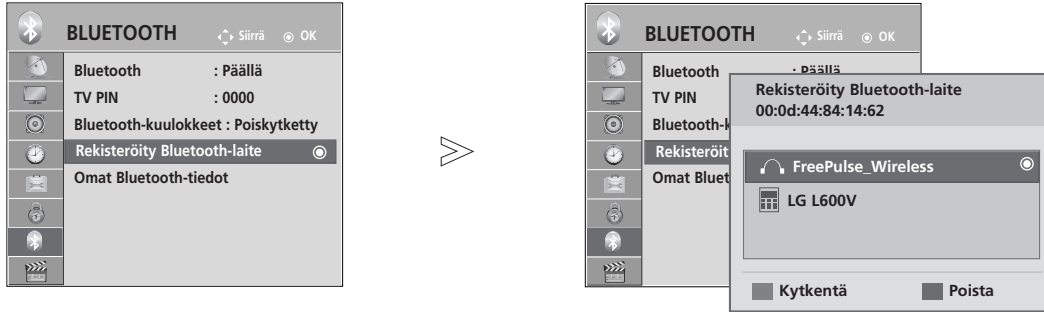 BLUETOOTH Siirrä OK
Bluetooth : Päällä
TV PIN : 0000
Bluetooth-kuulokkeet : Poiskytketty
Rekisteröity Bluetooth-laite
Omat Bluetooth-tiedot
BLUETOOTH Siirrä OK
Bluetooth : Päällä
TV PIN
Bluetooth-k
Rekisteröit
Omat Bluet
Rekisteröity Bluetooth-laite
00:0d:44:84:14:62
FreePulse_Wireless
LG L600V
Kytkentä Poista